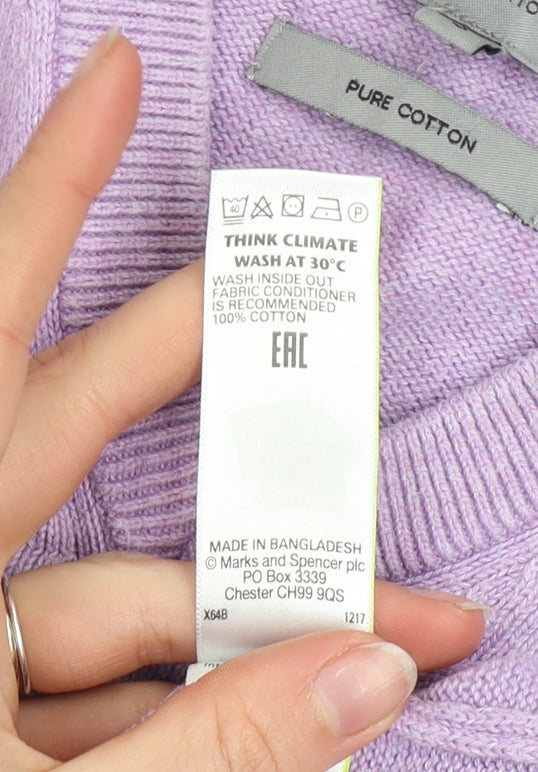 PURE COTTON
40
P
THINK CLIMATE
WASH AT 30°C
WASH INSIDE OUT
FABRIC CONDITIONER
IS RECOMMENDED
100% COTTON
EAC
MADE IN BANGLADESH
© Marks and Spencer plc
PO Box 3339
Chester CH99 9QS
X64B 1217